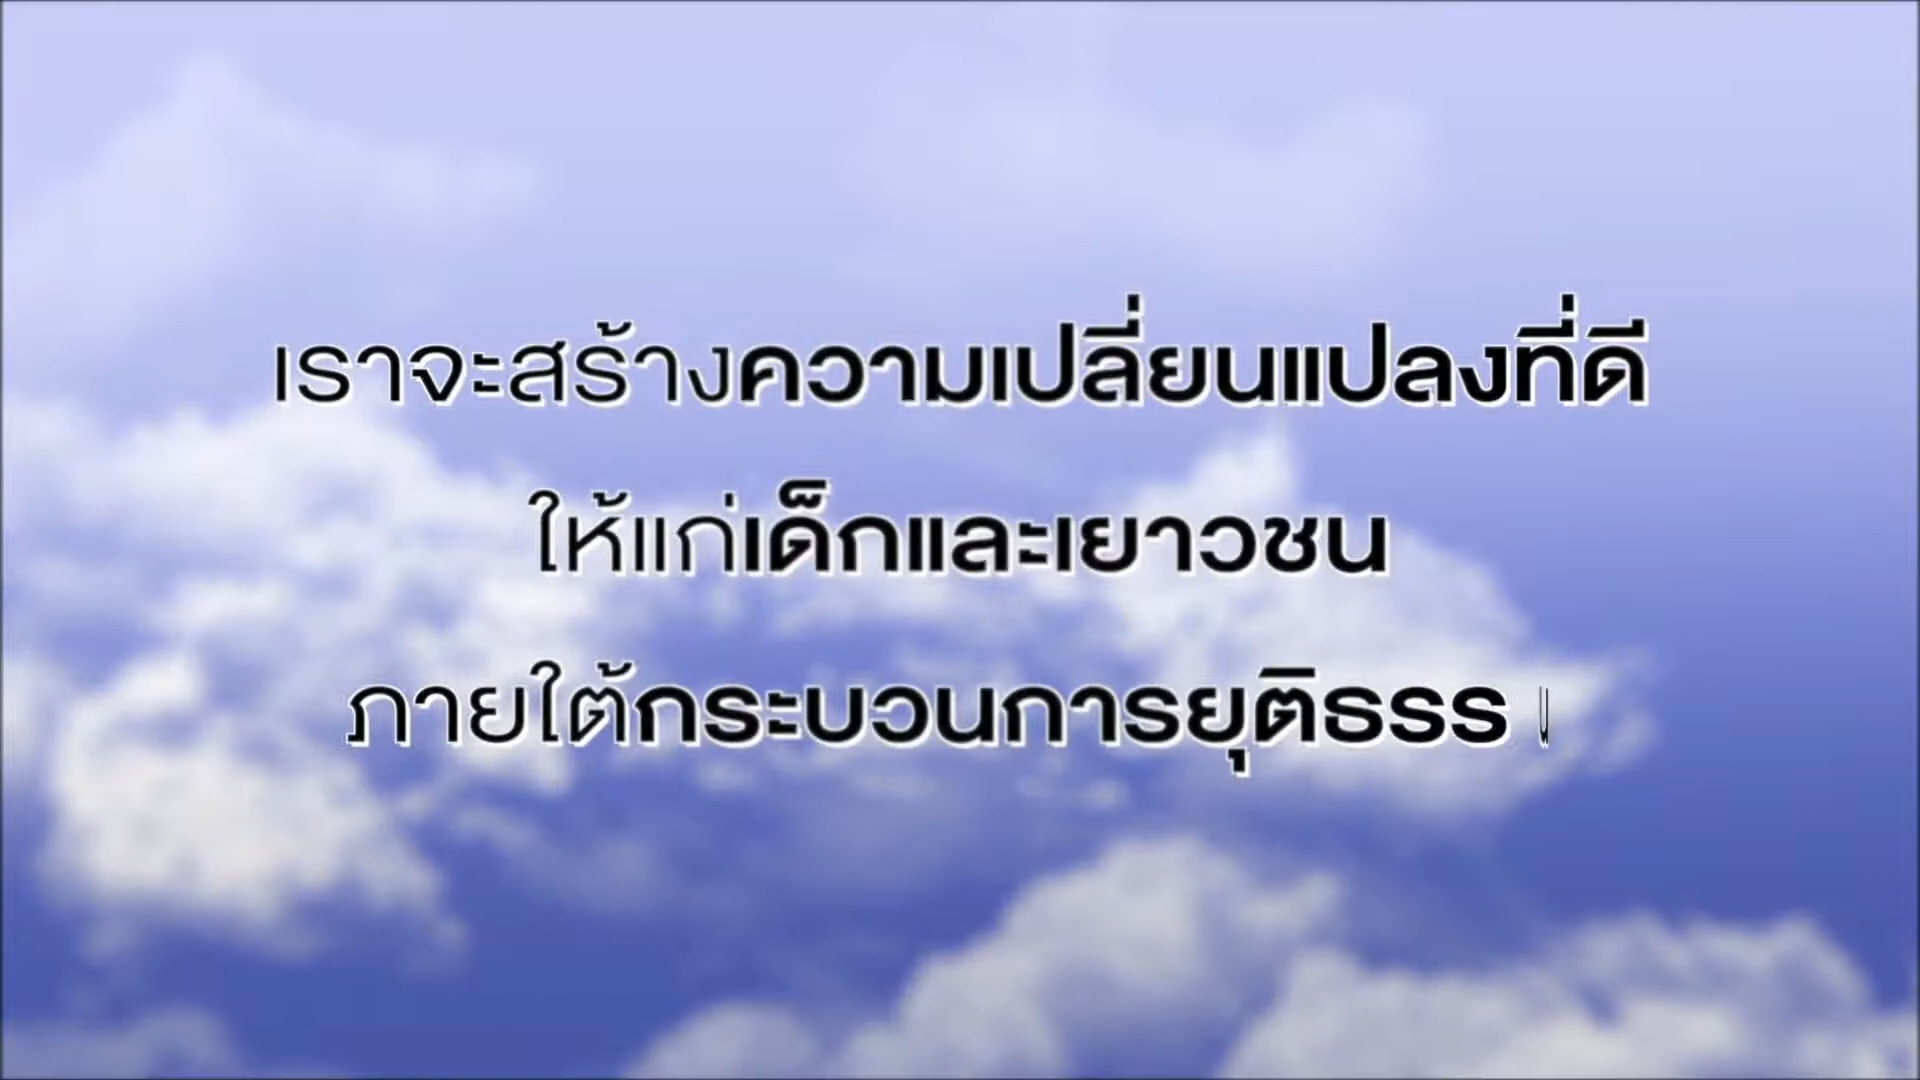 เราจะสร้างความเปลี่ยนแปลงที่ดี
ให้แก่เด็กและเยาวชน
ภายใต้กระบวนการยุติธรร